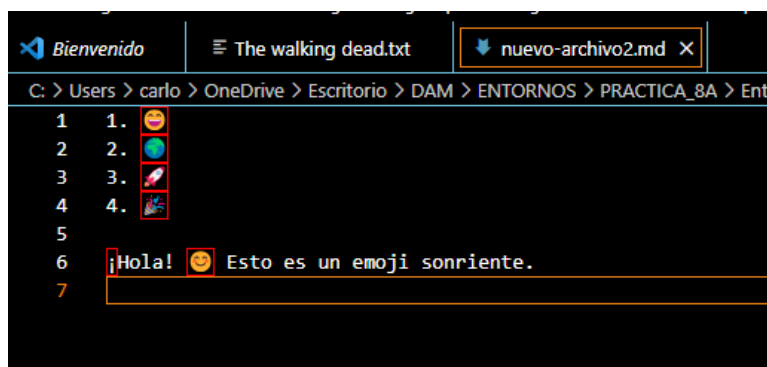 Bienvenido The walking dead.txt nuevo-archivo2.md
C: > Users > carlo > OneDrive > Escritorio > DAM > ENTORNOS > PRACTICA_8A > Ent
1 1. 😄
2 2. 🌍
3 3. 🚀
4 4. 🎉
5
6 ¡Hola! 😊 Esto es un emoji sonriente.
7